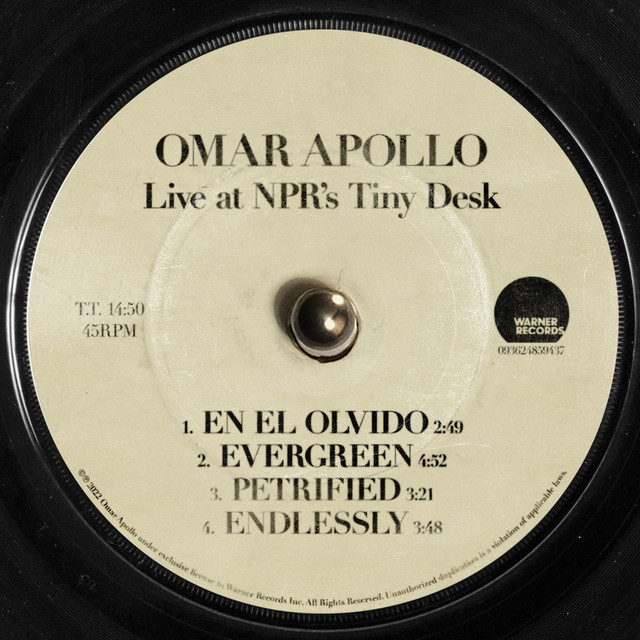 OMAR APOLLO
Live at NPR's Tiny Desk
T.T. 14:50
45RPM
WARNER
RECORDS
093624859437
1. EN EL OLVIDO 2:49
2. EVERGREEN 4:52
3. PETRIFIED 3:21
4. ENDLESSLY 3:48
©℗ 2022 Omar Apollo under exclusive license to Warner Records Inc. All Rights Reserved. Unauthorized duplication is a violation of applicable laws.